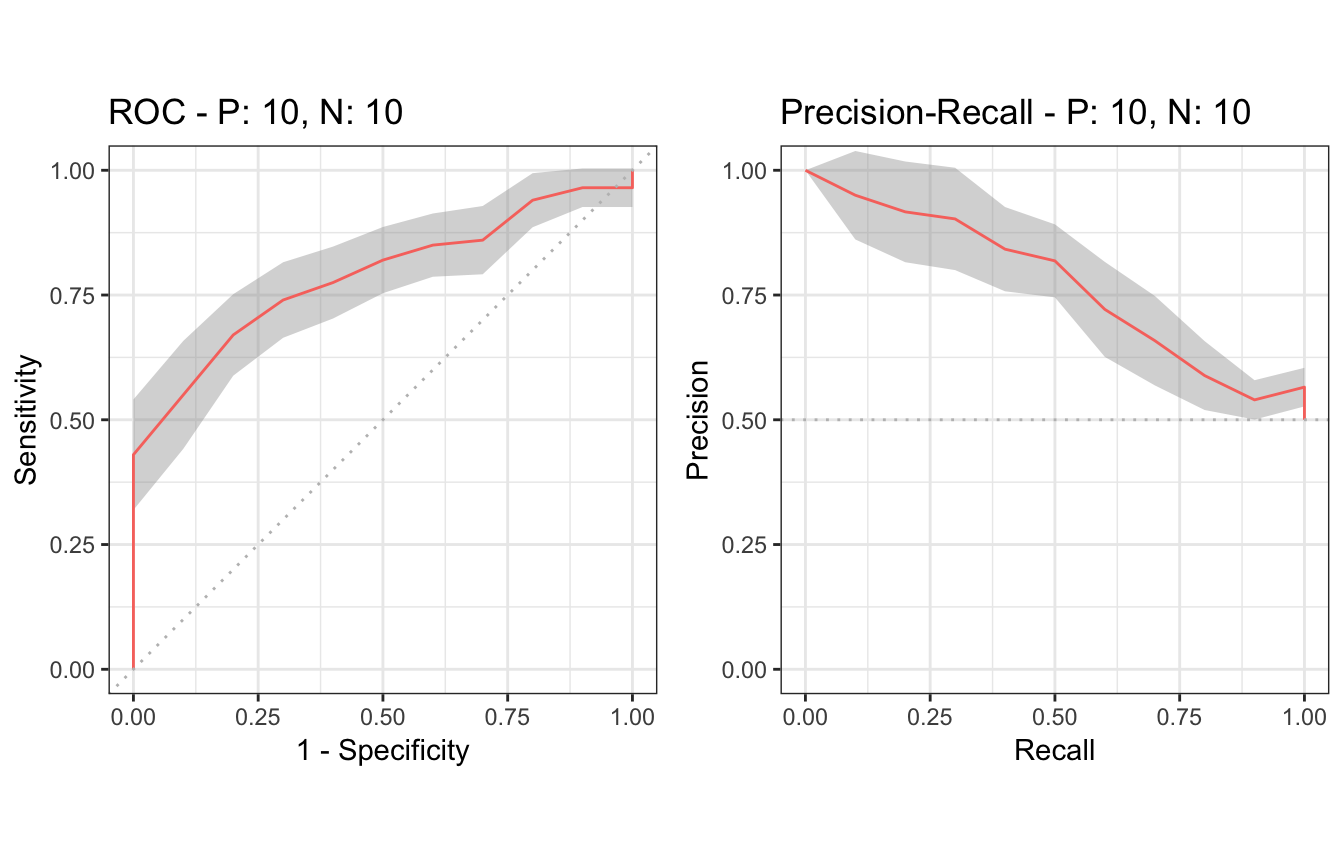 ROC - P: 10, N: 10
1.00
0.75
0.50
0.25
0.00
Sensitivity
0.00 0.25 0.50 0.75 1.00
1 - Specificity
Precision-Recall - P: 10, N: 10
1.00
0.75
0.50
0.25
0.00
Precision
0.00 0.25 0.50 0.75 1.00
Recall